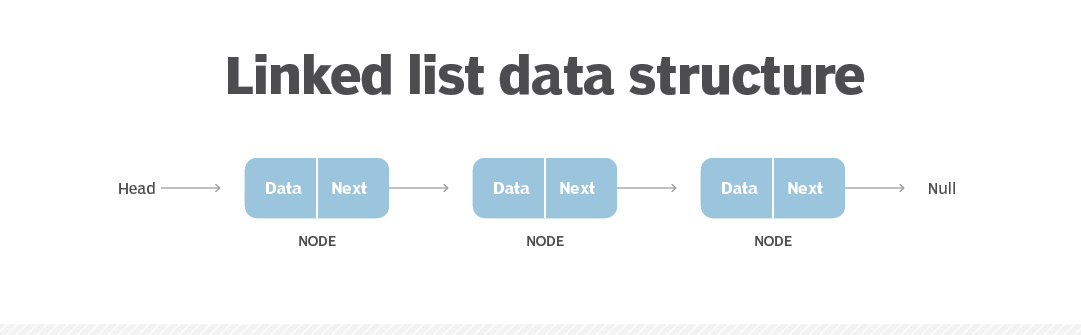 Linked list data structure
Head Data Next Data Next Data Next Null
NODE NODE NODE